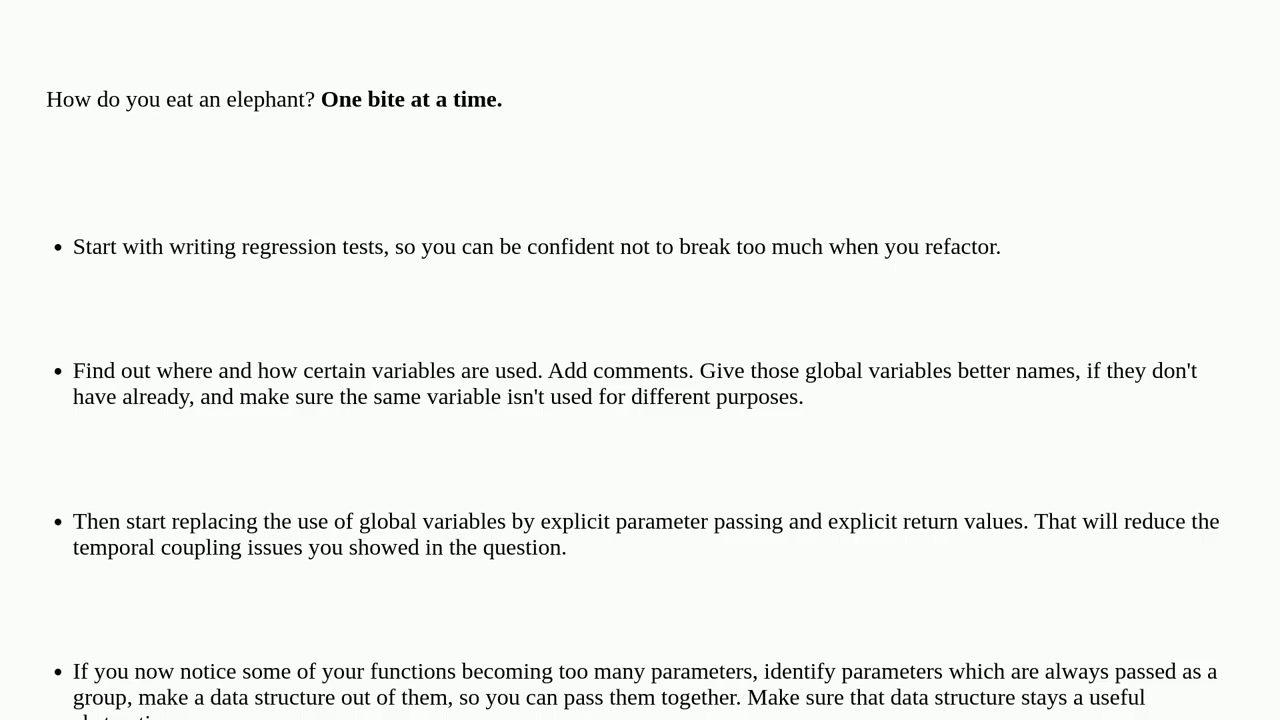 How do you eat an elephant? One bite at a time.
• Start with writing regression tests, so you can be confident not to break too much when you refactor.
• Find out where and how certain variables are used. Add comments. Give those global variables better names, if they don't
have already, and make sure the same variable isn't used for different purposes.
• Then start replacing the use of global variables by explicit parameter passing and explicit return values. That will reduce the
temporal coupling issues you showed in the question.
• If you now notice some of your functions becoming too many parameters, identify parameters which are always passed as a
group, make a data structure out of them, so you can pass them together. Make sure that data structure stays a useful